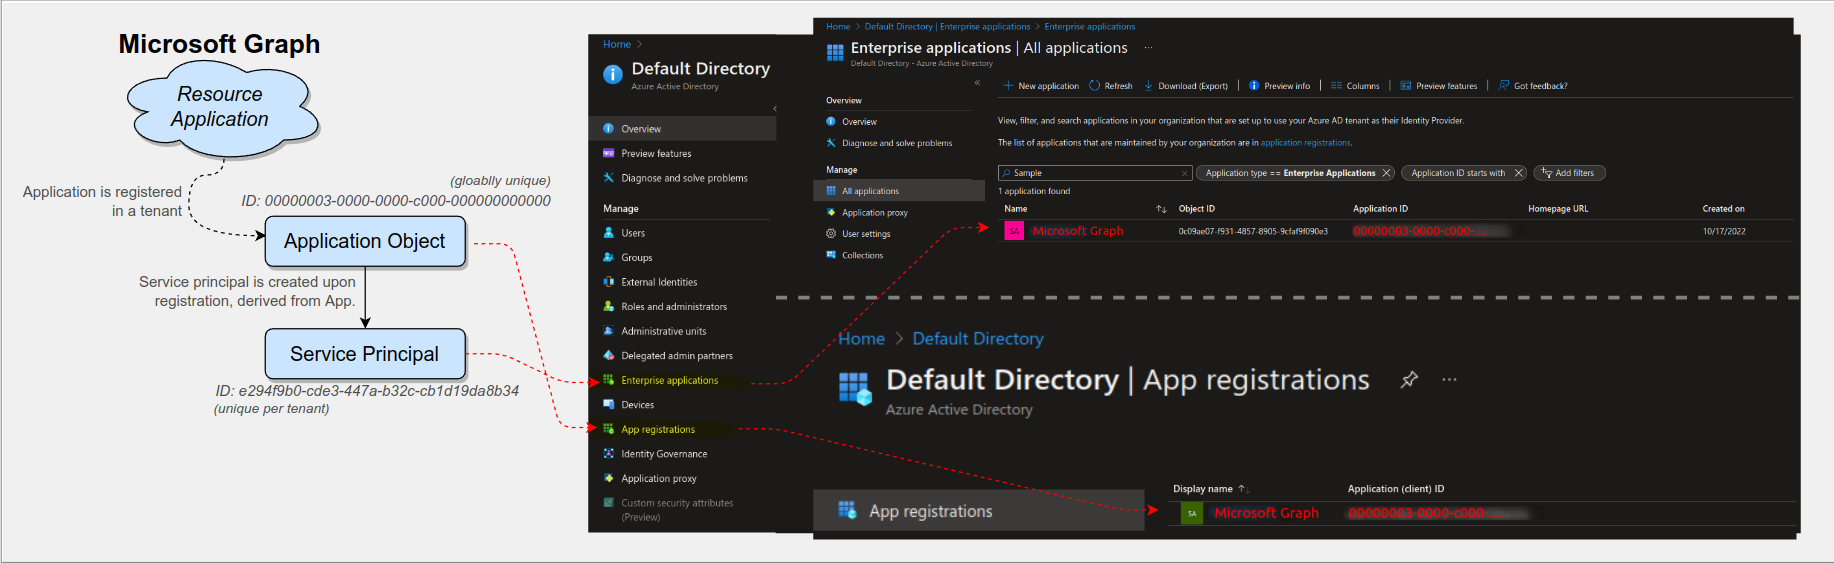 Microsoft Graph
Resource
Application
Application is registered
in a tenant
(gloablly unique)
ID: 00000003-0000-0000-c000-000000000000
Application Object
Service principal is created upon
registration, derived from App.
Service Principal
ID: e294f9b0-cde3-447a-b32c-cb1d19da8b34
(unique per tenant)
Home >
Default Directory
Azure Active Directory
Overview
Preview features
Diagnose and solve problems
Manage
Users
Groups
External Identities
Roles and administrators
Administrative units
Delegated admin partners
Enterprise applications
Devices
App registrations
Identity Governance
Application proxy
Custom security attributes
(Preview)
Home > Default Directory | Enterprise applications > Enterprise applications
Enterprise applications | All applications ...
Default Directory - Azure Active Directory
Overview
Overview
Diagnose and solve problems
Manage
All applications
Application proxy
User settings
Collections
New application Refresh Download (Export) Preview info Columns Preview features Got feedback?
View, filter, and search applications in your organization that are set up to use your Azure AD tenant as their Identity Provider.
The list of applications that are maintained by your organization are in application registrations.
Sample Application type == Enterprise Applications Application ID starts with Add filters
1 application found
Name Object ID Application ID Homepage URL Created on
SA Microsoft Graph 0c09ae07-f931-4857-8905-9cfaf9f090e3 00000003-0000-c000-... 10/17/2022
Home > Default Directory
Default Directory | App registrations ...
Azure Active Directory
App registrations
Display name Application (client) ID
SA Microsoft Graph 00000003-0000-c000-...